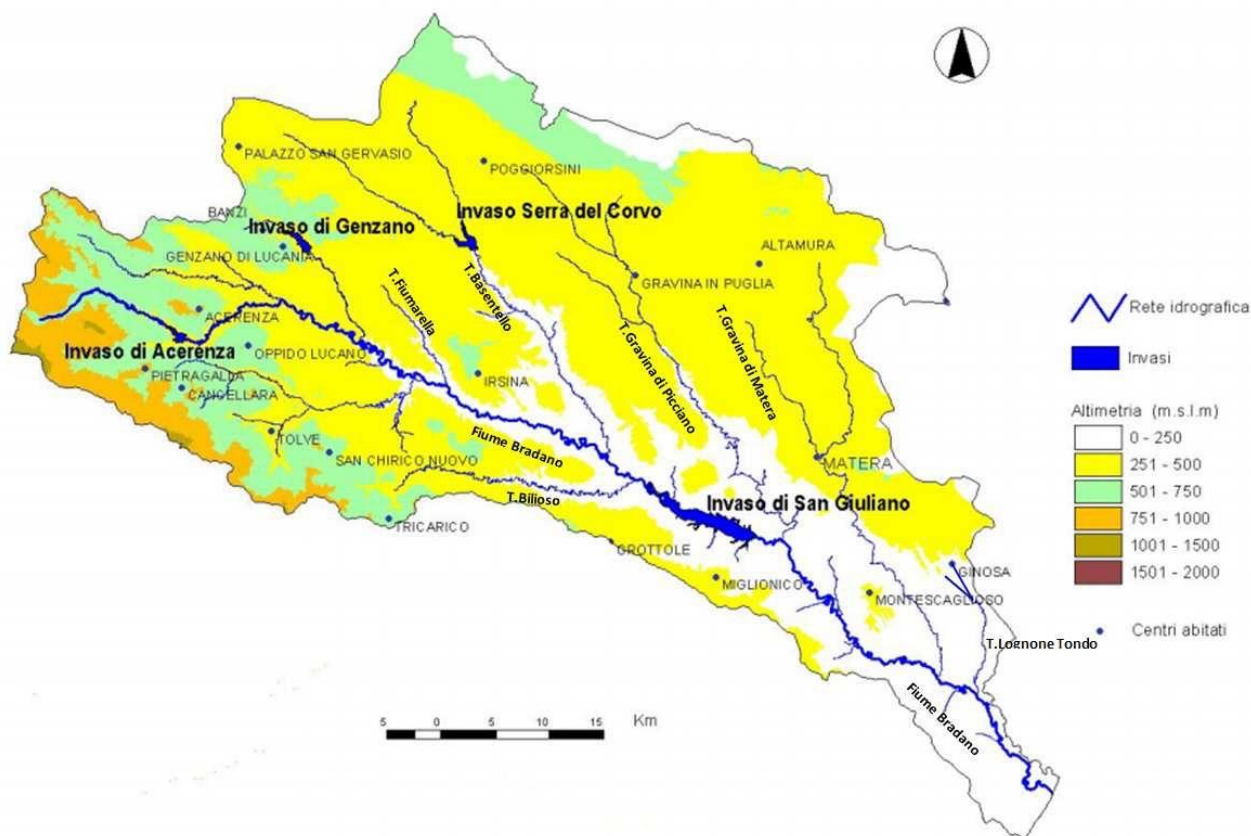 PALAZZO SAN GERVASIO
POGGIORSINI
BANZI
Invaso di Genzano
Invaso Serra del Corvo
GENZANO DI LUCANIA
ALTAMURA
GRAVINA IN PUGLIA
T.Fiumarella
T.Basentello
T.Gravina di Picciano
T.Gravina di Matera
ACERENZA
Invaso di Acerenza
OPPIDO LUCANO
PIETRAGALLA
CANCELLARA
IRSINA
TOLVE
SAN CHIRICO NUOVO
Fiume Bradano
T.Bilioso
MATERA
Invaso di San Giuliano
TRICARICO
GROTTOLE
MIGLIONICO
GINOSA
MONTESCAGLIOSO
T.Lognone Tondo
Fiume Bradano
5 0 5 10 15 Km
Rete idrografica
Invasi
Altimetria (m.s.l.m)
0 - 250
251 - 500
501 - 750
751 - 1000
1001 - 1500
1501 - 2000
Centri abitati